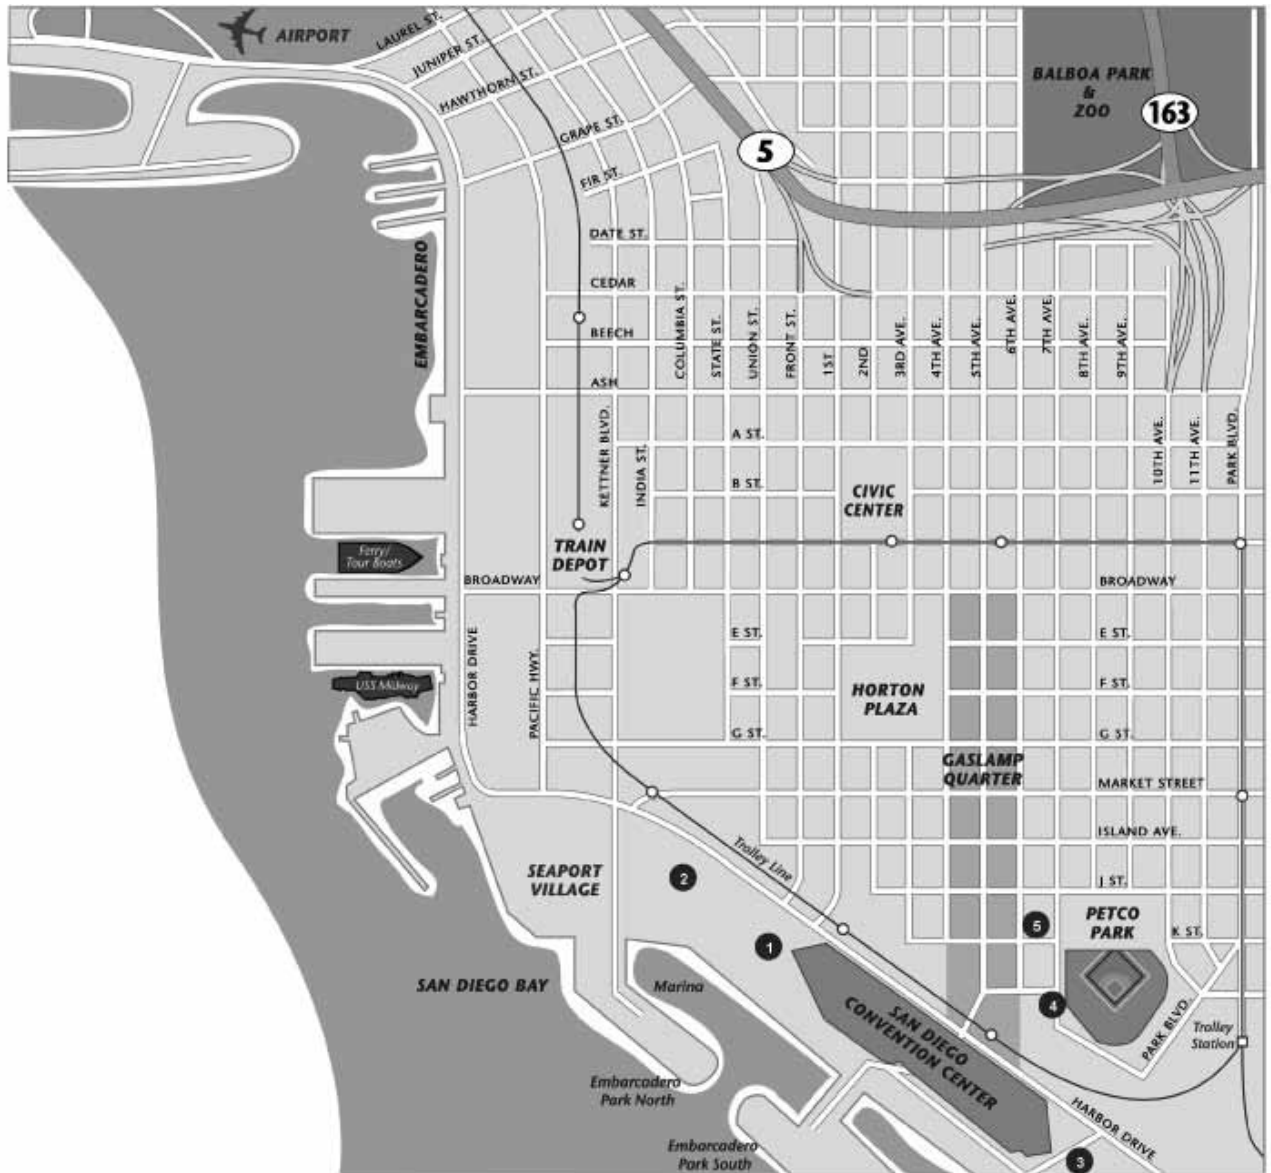 AIRPORT
LAUREL ST.
JUNIPER ST.
HAWTHORN ST.
GRAPE ST.
FIR ST.
5
BALBOA PARK
&
ZOO
163
EMBARCADERO
DATE ST.
CEDAR
BEECH
ASH
COLUMBIA ST.
STATE ST.
UNION ST.
FRONT ST.
1ST
2ND
3RD AVE.
4TH AVE.
5TH AVE.
6TH AVE.
7TH AVE.
8TH AVE.
9TH AVE.
10TH AVE.
11TH AVE.
PARK BLVD.
KETTNER BLVD.
INDIA ST.
A ST.
B ST.
CIVIC
CENTER
TRAIN
DEPOT
Ferry/
Tour Boats
BROADWAY
BROADWAY
HARBOR DRIVE
PACIFIC HWY.
E ST.
E ST.
USS Midway
F ST.
F ST.
HORTON
PLAZA
G ST.
G ST.
GASLAMP
QUARTER
MARKET STREET
ISLAND AVE.
Trolley Line
SEAPORT
VILLAGE
2
J ST.
5
PETCO
PARK
K ST.
1
SAN DIEGO BAY
Marina
SAN DIEGO
CONVENTION CENTER
4
PARK BLVD.
Trolley
Station
Embarcadero
Park North
HARBOR DRIVE
Embarcadero
Park South
3